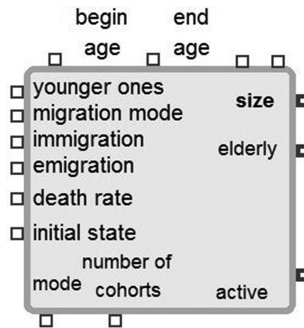 begin end
age age
younger ones
migration mode
size
immigration
elderly
emigration
death rate
initial state
number of
mode cohorts
active